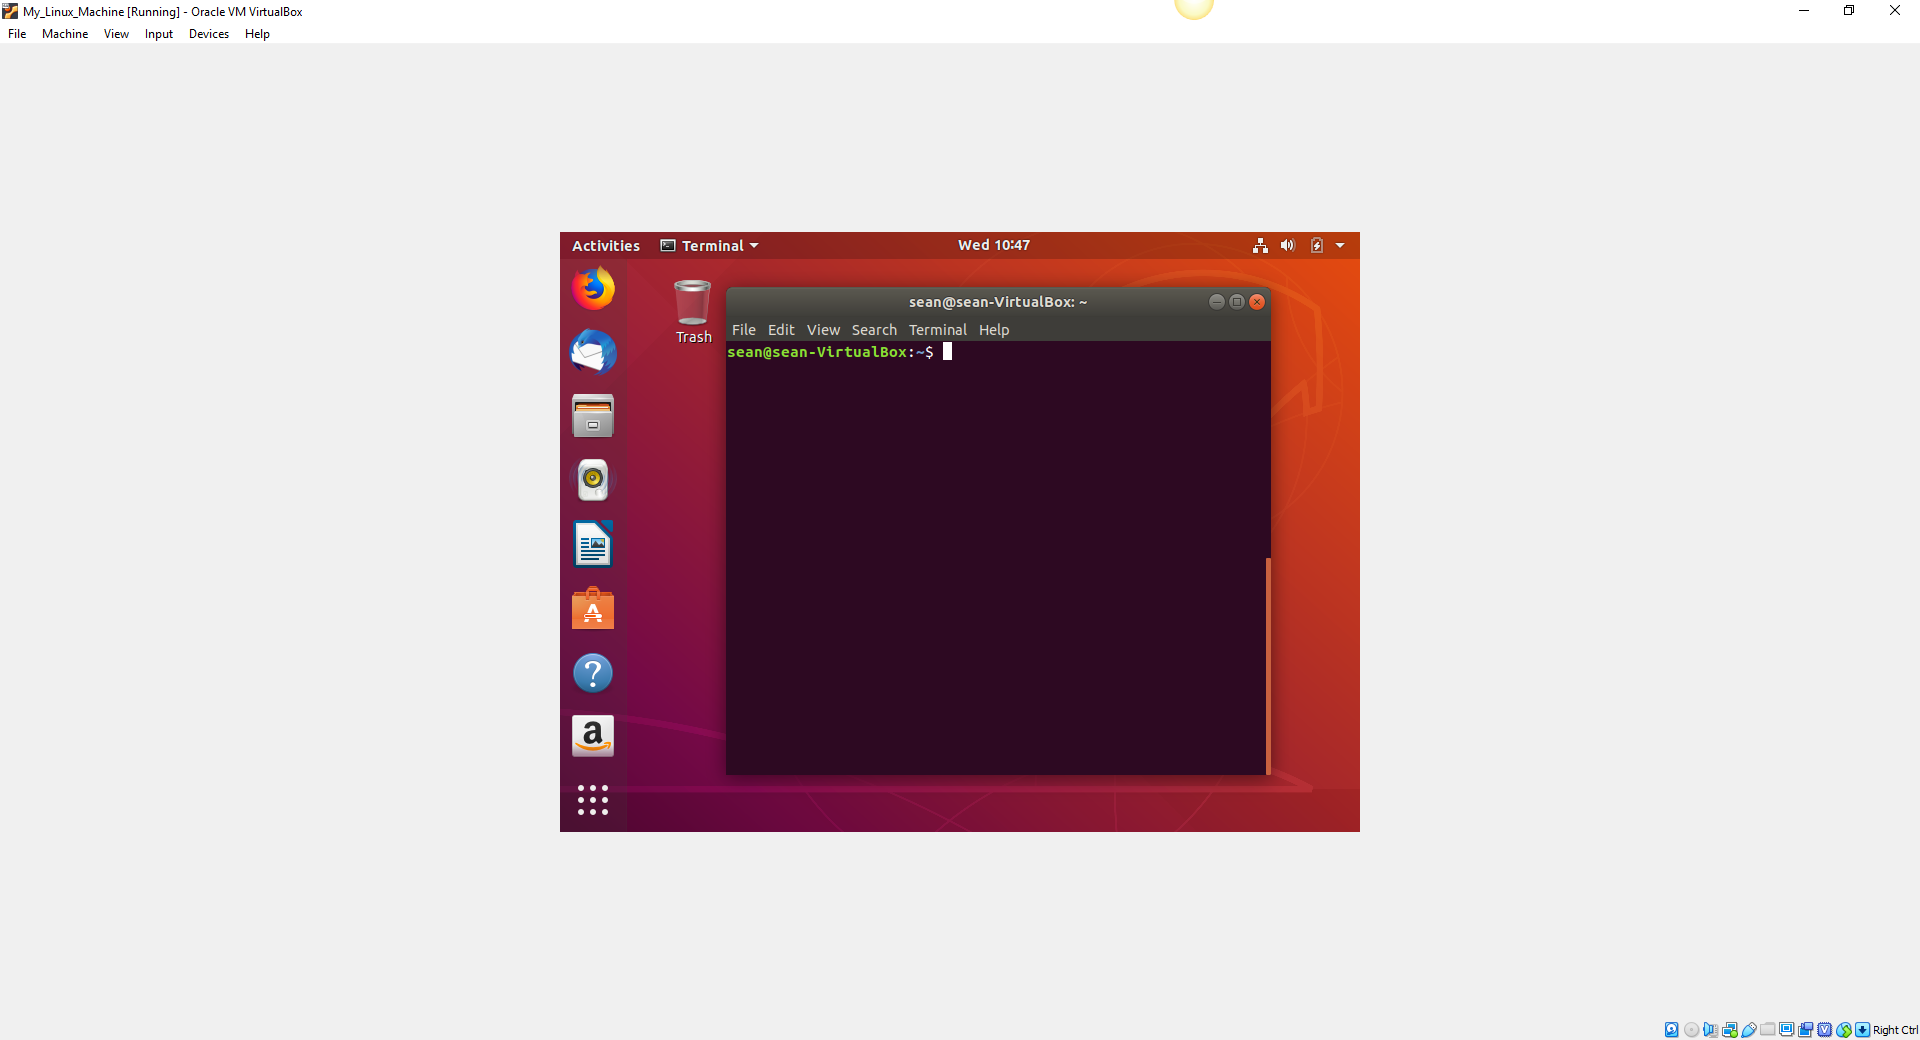 My_Linux_Machine [Running] - Oracle VM VirtualBox
File Machine View Input Devices Help
Activities Terminal Wed 10:47
Trash
sean@sean-VirtualBox: ~
File Edit View Search Terminal Help
sean@sean-VirtualBox:~$
Right Ctrl